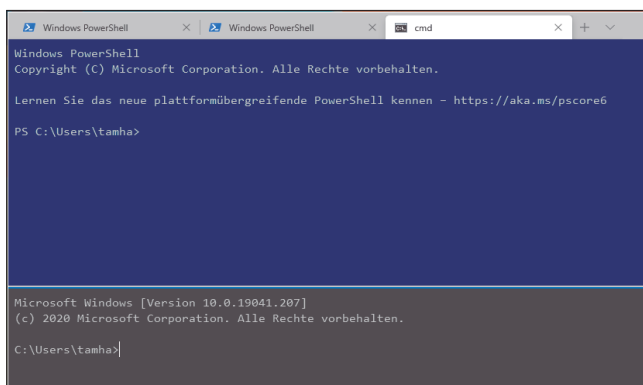 Windows PowerShell
Windows PowerShell
cmd
Windows PowerShell
Copyright (C) Microsoft Corporation. Alle Rechte vorbehalten.
Lernen Sie das neue plattformübergreifende PowerShell kennen – https://aka.ms/pscore6
PS C:\Users\tamha>
Microsoft Windows [Version 10.0.19041.207]
(c) 2020 Microsoft Corporation. Alle Rechte vorbehalten.
C:\Users\tamha>